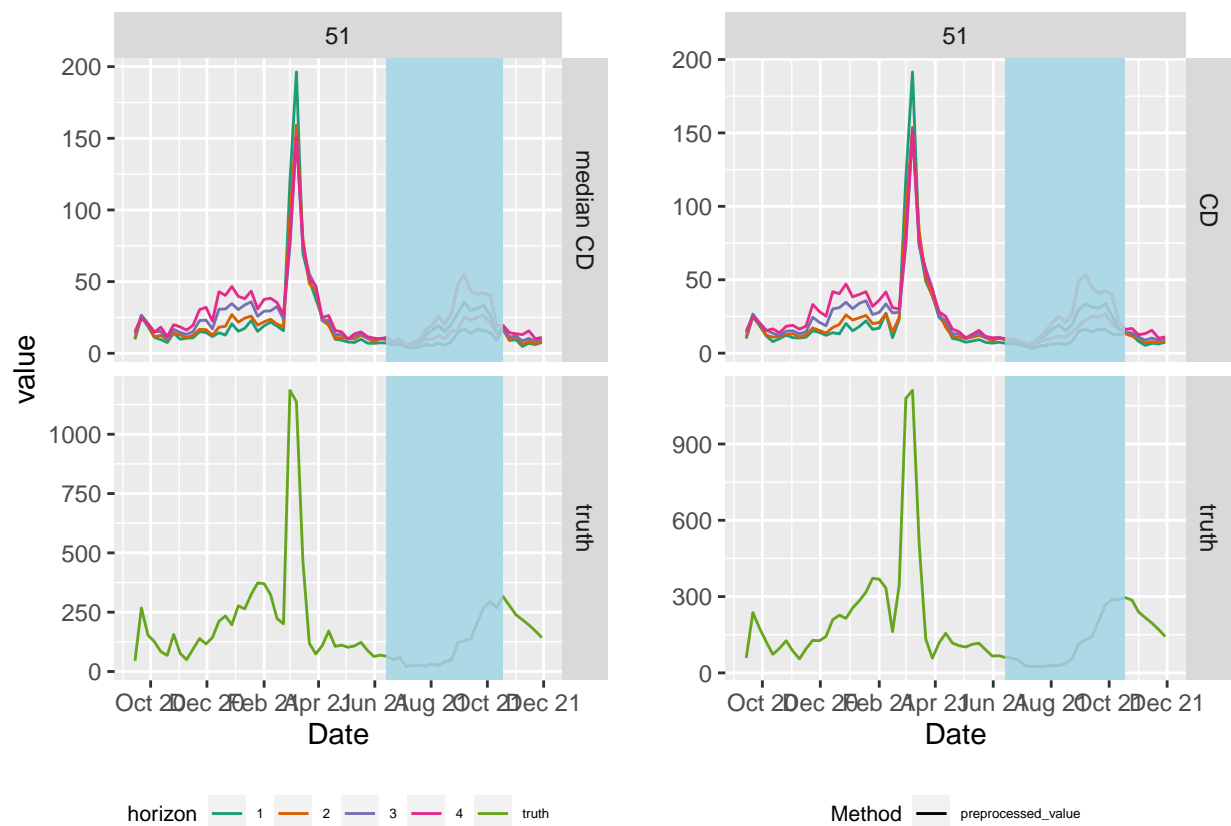 51
51
200
150
100
50
0
median CD
200
150
100
50
0
CD
value
1000
750
500
250
0
truth
900
600
300
0
truth
Oct 20 Dec 20 Feb 21 Apr 21 Jun 21 Aug 21 Oct 21 Dec 21
Oct 20 Dec 20 Feb 21 Apr 21 Jun 21 Aug 21 Oct 21 Dec 21
Date
Date
horizon 1 2 3 4 truth
Method preprocessed_value